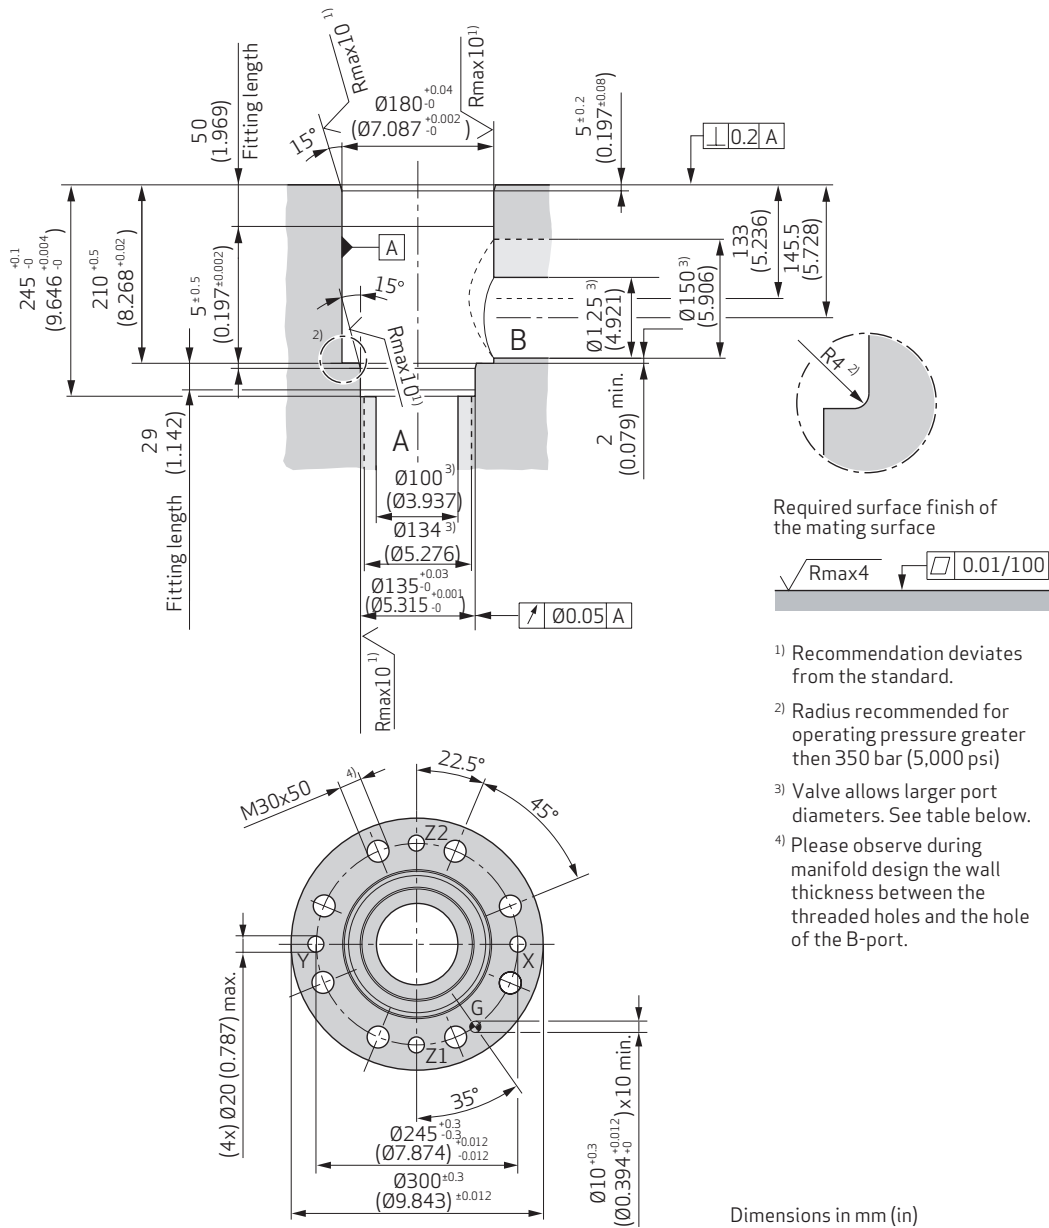 Rmax10 1)
Rmax10 1)
Ø180 +0.04 -0
(Ø7.087 +0.002 -0 )
15°
50
(1.969)
Fitting length
5 ±0.2
(0.197 ±0.08)
⊥ 0.2 A
245 +0.1 -0
(9.646 +0.004 -0 )
210 +0.5
(8.268 +0.02)
5 ±0.5
(0.197 ±0.002)
A
15°
2)
Rmax10 1)
B
Ø125 3)
(4.921)
Ø150 3)
(5.906)
133
(5.236)
145.5
(5.728)
R4 2)
29
(1.142)
Fitting length
A
2
(0.079) min.
Ø100 3)
(Ø3.937)
Ø134 3)
(Ø5.276)
Ø135 +0.03 -0
(Ø5.315 +0.001 -0 )
Ø0.05 A
Rmax10 1)
Required surface finish of
the mating surface
Rmax4
0.01/100
1) Recommendation deviates
from the standard.
2) Radius recommended for
operating pressure greater
then 350 bar (5,000 psi)
3) Valve allows larger port
diameters. See table below.
4) Please observe during
manifold design the wall
thickness between the
threaded holes and the hole
of the B-port.
M30x50
4)
22.5°
45°
Z2
Y
X
G
Z1
35°
(4x) Ø20 (0.787) max.
Ø245 +0.3 -0.3
(Ø7.874) +0.012 -0.012
Ø300 ±0.3
(Ø9.843) ±0.012
Ø10 +0.3
(Ø0.394 +0.012 +0 )x10 min.
Dimensions in mm (in)